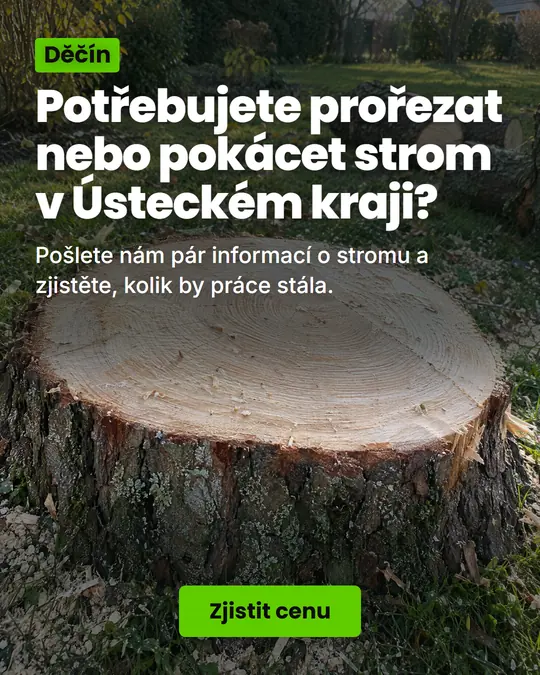 Děčín
Potřebujete prořezat
nebo pokácet strom
v Ústeckém kraji?
Pošlete nám pár informací o stromu a
zjistěte, kolik by práce stála.
Zjistit cenu